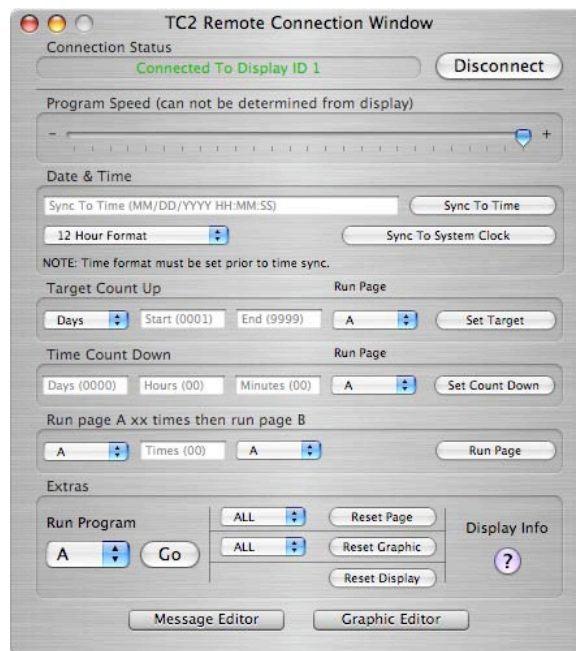 TC2 Remote Connection Window
Connection Status
Connected To Display ID 1
Disconnect
Program Speed (can not be determined from display)
- +
Date & Time
Sync To Time (MM/DD/YYYY HH:MM:SS)
Sync To Time
12 Hour Format
Sync To System Clock
NOTE: Time format must be set prior to time sync.
Target Count Up
Run Page
Days
Start (0001)
End (9999)
A
Set Target
Time Count Down
Run Page
Days (0000)
Hours (00)
Minutes (00)
A
Set Count Down
Run page A xx times then run page B
A
Times (00)
A
Run Page
Extras
Run Program
A
Go
ALL
Reset Page
ALL
Reset Graphic
Reset Display
Display Info
?
Message Editor
Graphic Editor